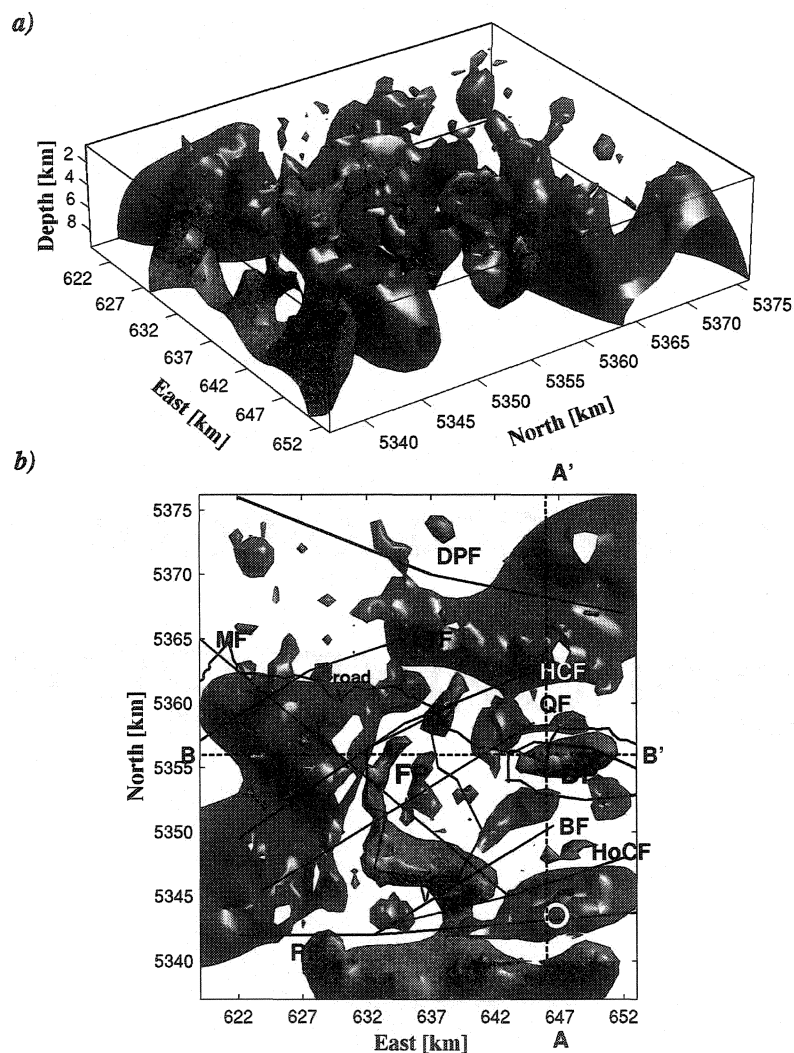 a)
Depth [km]
2
4
6
8
622
627
632
637
642
647
652
East [km]
5340
5345
5350
5355
5360
5365
5370
5375
North [km]
b)
A'
5375
5370
5365
5360
5355
5350
5345
5340
North [km]
DPF
MF
road
HCF
QF
B
B'
BF
HoCF
622
627
632
637
642
647
652
East [km]
A